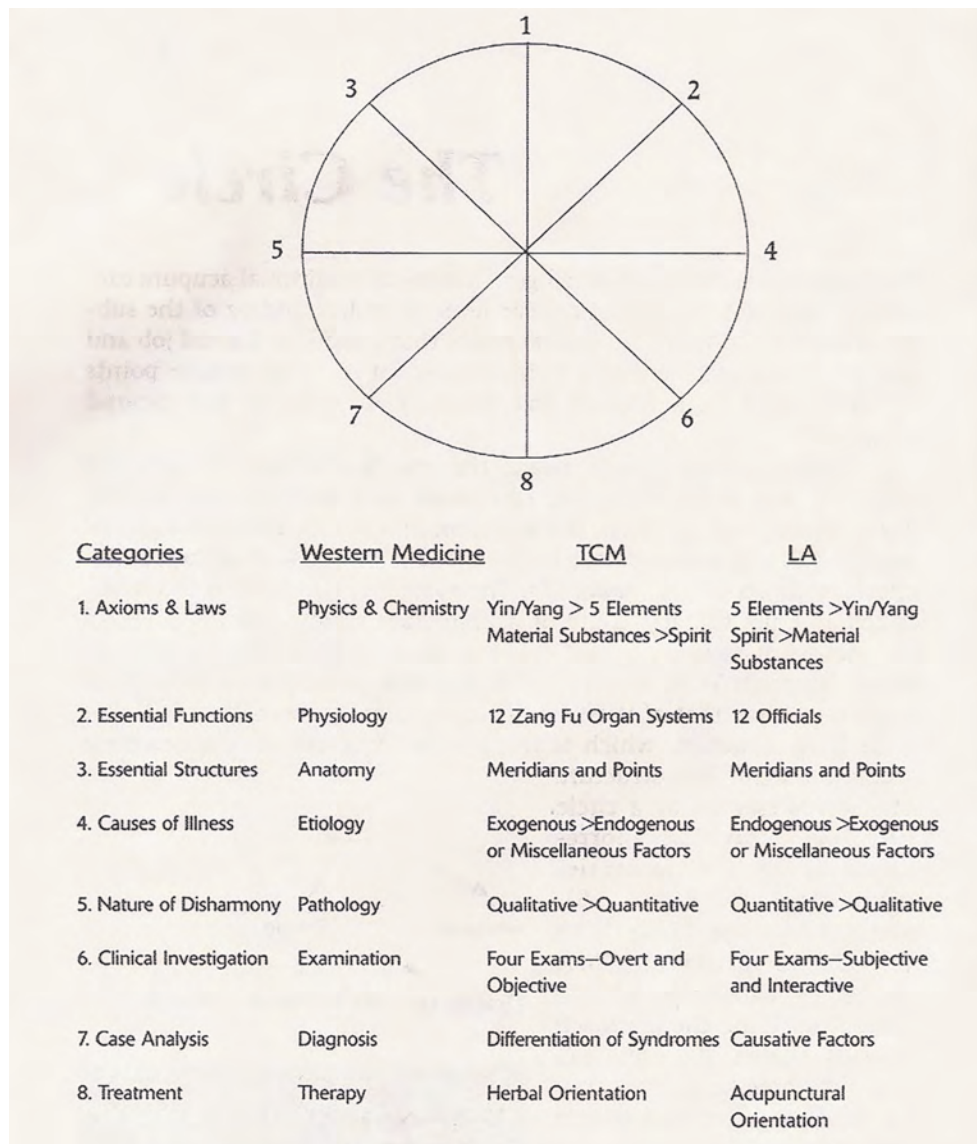 1
3
2
5
4
7
6
8
Categories Western Medicine TCM LA
1. Axioms & Laws Physics & Chemistry Yin/Yang > 5 Elements 5 Elements >Yin/Yang
Material Substances >Spirit Spirit >Material
Substances
2. Essential Functions Physiology 12 Zang Fu Organ Systems 12 Officials
3. Essential Structures Anatomy Meridians and Points Meridians and Points
4. Causes of Illness Etiology Exogenous >Endogenous Endogenous >Exogenous
or Miscellaneous Factors or Miscellaneous Factors
5. Nature of Disharmony Pathology Qualitative >Quantitative Quantitative >Qualitative
6. Clinical Investigation Examination Four Exams—Overt and Four Exams—Subjective
Objective and Interactive
7. Case Analysis Diagnosis Differentiation of Syndromes Causative Factors
8. Treatment Therapy Herbal Orientation Acupunctural
Orientation